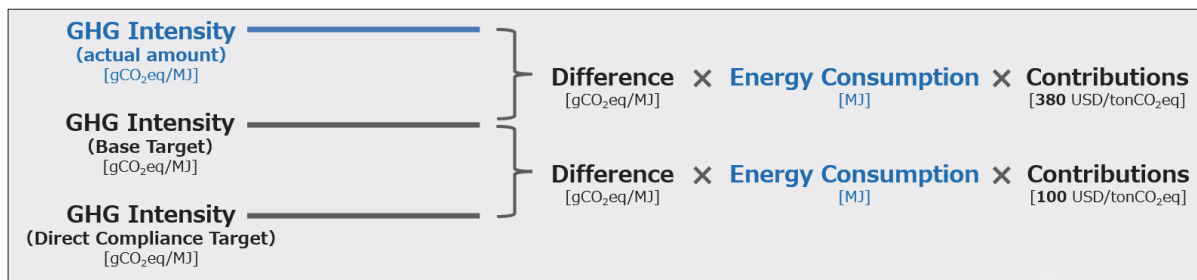 GHG Intensity
(actual amount)
[gCO₂eq/MJ]
Difference × Energy Consumption × Contributions
[gCO₂eq/MJ] [MJ] [380 USD/tonCO₂eq]
GHG Intensity
(Base Target)
[gCO₂eq/MJ]
Difference × Energy Consumption × Contributions
[gCO₂eq/MJ] [MJ] [100 USD/tonCO₂eq]
GHG Intensity
(Direct Compliance Target)
[gCO₂eq/MJ]